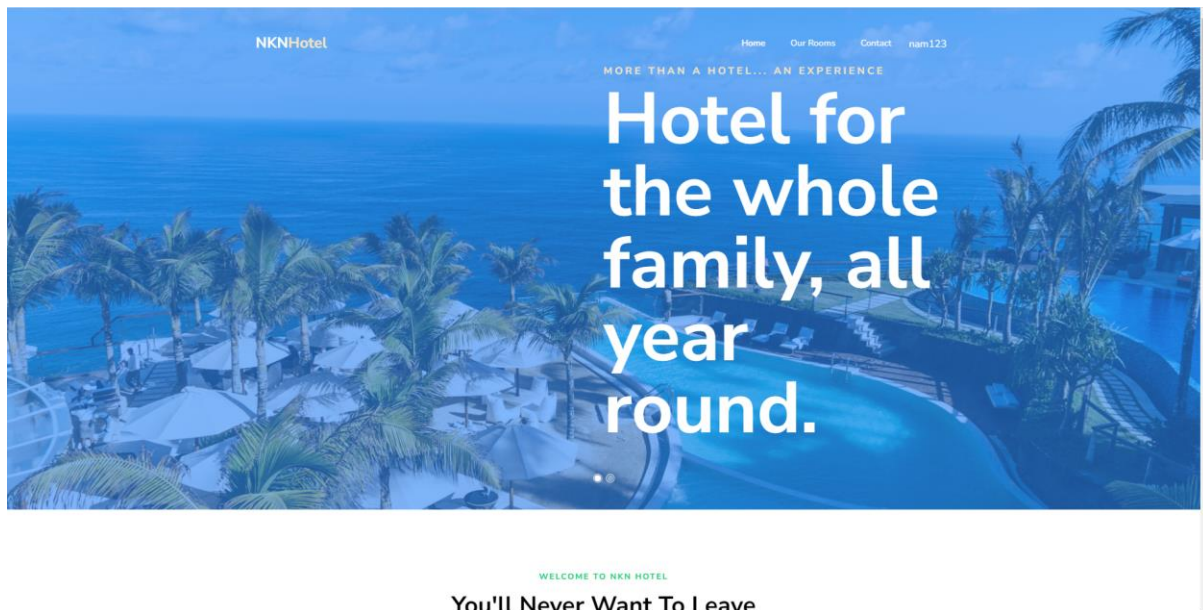 NKNHotel
Home Our Rooms Contact nam123
MORE THAN A HOTEL... AN EXPERIENCE
Hotel for
the whole
family, all
year
round.
WELCOME TO NKN HOTEL
You'll Never Want To Leave